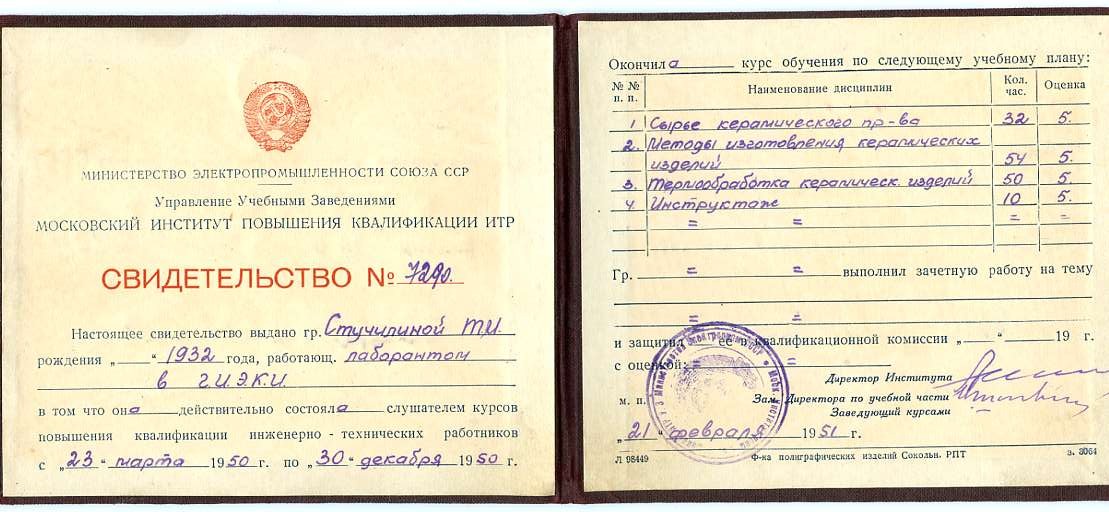 МИНИСТЕРСТВО ЭЛЕКТРОПРОМЫШЛЕННОСТИ СОЮЗА ССР
Управление Учебными Заведениями
МОСКОВСКИЙ ИНСТИТУТ ПОВЫШЕНИЯ КВАЛИФИКАЦИИ ИТР
СВИДЕТЕЛЬСТВО № 7290.
Настоящее свидетельство выдано гр. Стучилиной Т.И.
рождения „ “ 1932 года, работающ. лаборантом
в Г.И.Э.К.И.
в том что она действительно состояла слушателем курсов
повышения квалификации инженерно-технических работников
с „23“ марта 1950 г. по „30“ декабря 1950 г.
Окончила курс обучения по следующему учебному плану:
№ № п. п. Наименование дисциплин Кол. час. Оценка
1 Сырье керамического пр-ва 32 5.
2. Методы изготовления керамических
изделий 54 5.
3. Термообработка керамическ. изделий 50 5.
4 Инструктаж 10 5.
= = = =
Гр. = = выполнил зачетную работу на тему
= =
и защитил ее в квалификационной комиссии „ “ 19 г.
с оценкой: = =
Директор Института
м. п. Зам. Директора по учебной части
Заведующий курсами
„21“ февраля 1951 г.
Л 98449 Ф-ка полиграфических изделий Сокольн. РПТ з. 3064